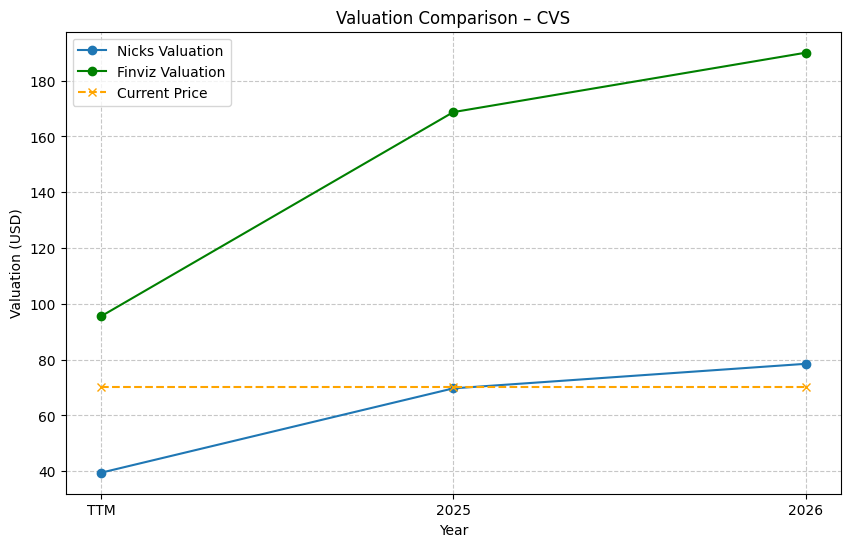 Valuation Comparison – CVS
Nicks Valuation
Finviz Valuation
Current Price
Valuation (USD)
180
160
140
120
100
80
60
40
TTM
2025
2026
Year